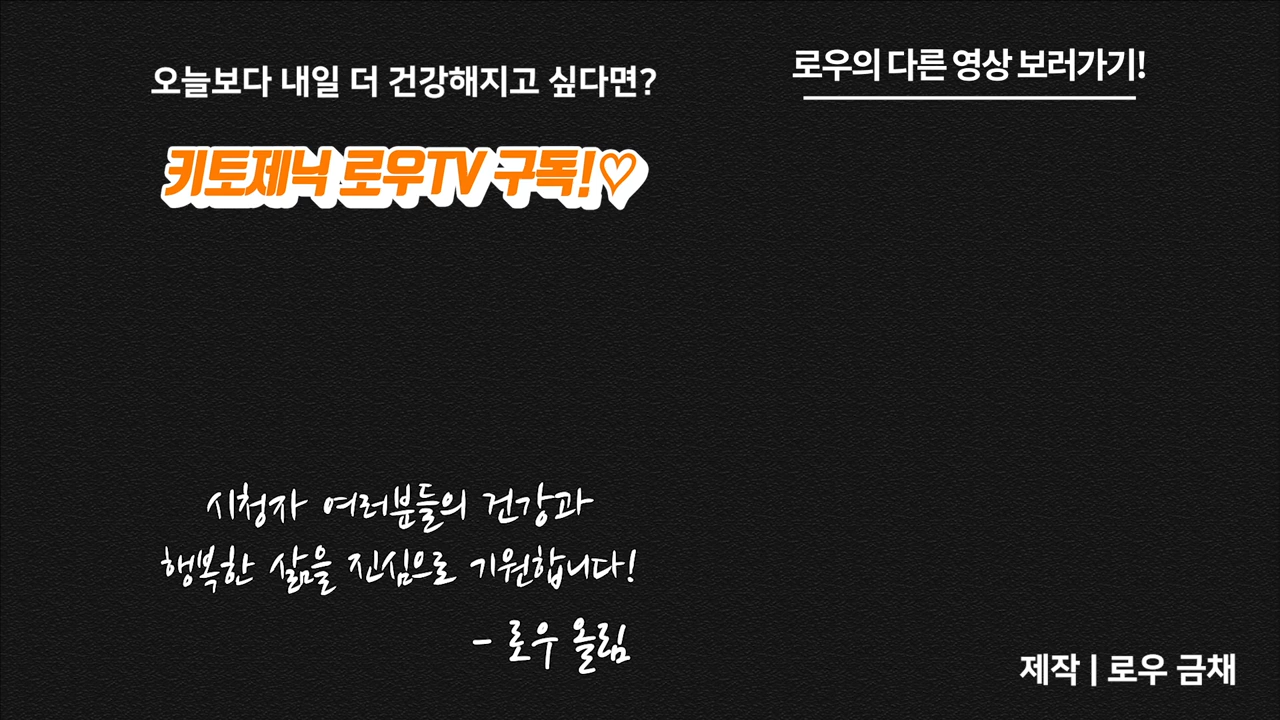 오늘보다 내일 더 건강해지고 싶다면?
키토제닉 로우TV 구독!♡
로우의 다른 영상 보러가기!
시청자 여러분들의 건강과
행복한 삶을 진심으로 기원합니다!
- 로우 올림
제작 | 로우 금채